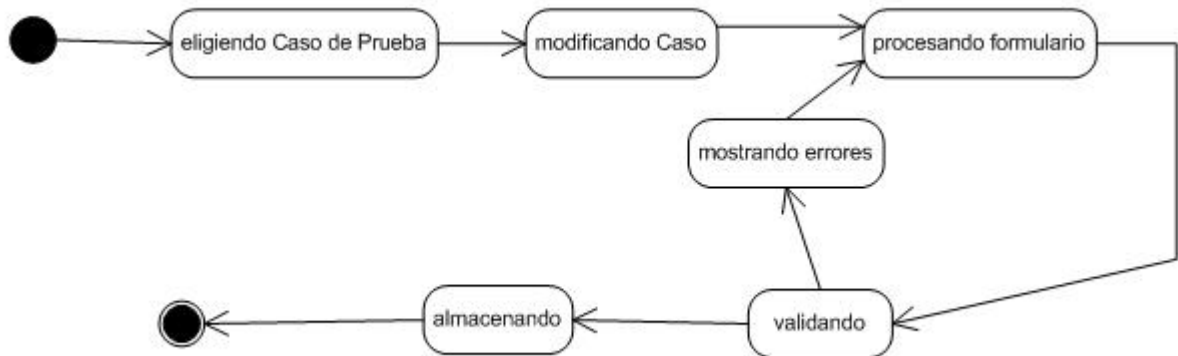 eligiendo Caso de Prueba
modificando Caso
procesando formulario
mostrando errores
almacenando
validando